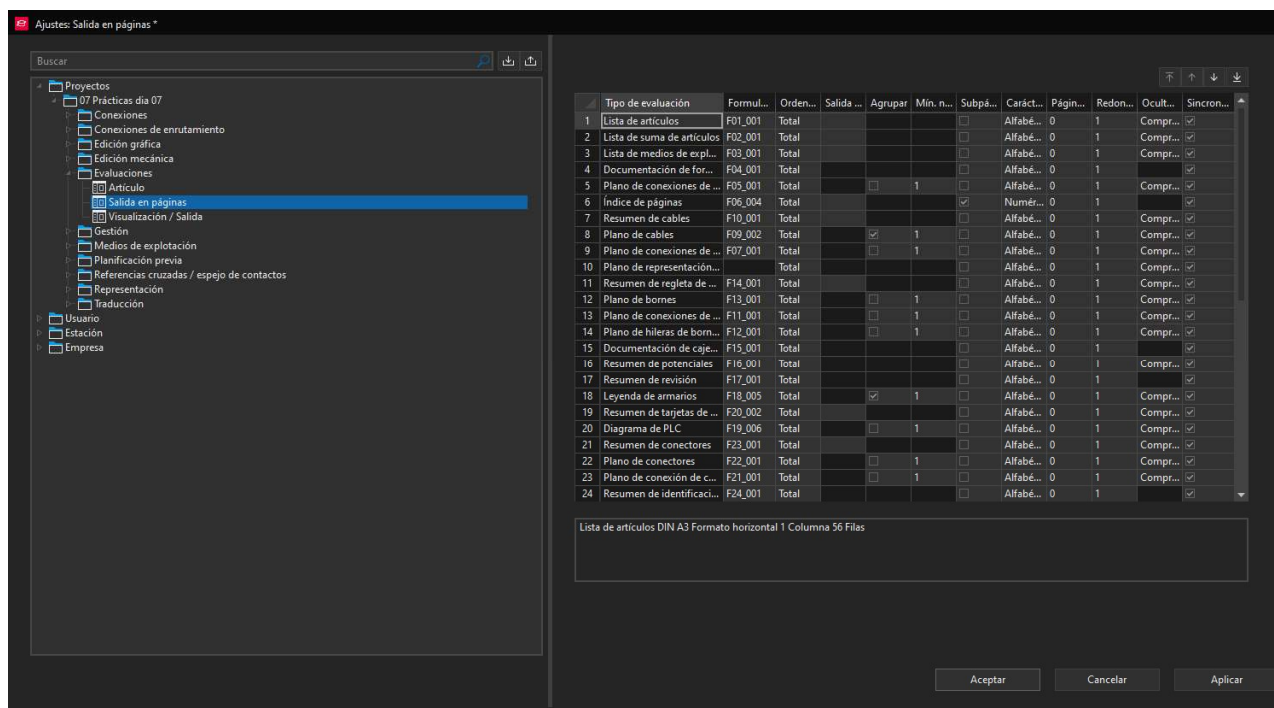 Ajustes: Salida en páginas *
Buscar
Proyectos
07 Prácticas dia 07
Conexiones
Conexiones de enrutamiento
Edición gráfica
Edición mecánica
Evaluaciones
Artículo
Salida en páginas
Visualización / Salida
Gestión
Medios de explotación
Planificación previa
Referencias cruzadas / espejo de contactos
Representación
Traducción
Usuario
Estación
Empresa
Tipo de evaluación Formul... Orden... Salida ... Agrupar Mín. n... Subpá... Caráct... Págin... Redon... Ocult... Sincron...
1 Lista de artículos F01_001 Total Alfabé... 0 1 Compr...
2 Lista de suma de artículos F02_001 Total Alfabé... 0 1 Compr...
3 Lista de medios de expl... F03_001 Total Alfabé... 0 1 Compr...
4 Documentación de for... F04_001 Total Alfabé... 0 1
5 Plano de conexiones de ... F05_001 Total 1 Alfabé... 0 1 Compr...
6 Índice de páginas F06_004 Total Numér... 0 1
7 Resumen de cables F10_001 Total Alfabé... 0 1 Compr...
8 Plano de cables F09_002 Total 1 Alfabé... 0 1 Compr...
9 Plano de conexiones de ... F07_001 Total 1 Alfabé... 0 1 Compr...
10 Plano de representación... Total Alfabé... 0 1 Compr...
11 Resumen de regleta de ... F14_001 Total Alfabé... 0 1 Compr...
12 Plano de bornes F13_001 Total 1 Alfabé... 0 1 Compr...
13 Plano de conexiones de ... F11_001 Total 1 Alfabé... 0 1 Compr...
14 Plano de hileras de born... F12_001 Total 1 Alfabé... 0 1 Compr...
15 Documentación de caje... F15_001 Total Alfabé... 0 1
16 Resumen de potenciales F16_001 Total Alfabé... 0 1 Compr...
17 Resumen de revisión F17_001 Total Alfabé... 0 1
18 Leyenda de armarios F18_005 Total 1 Alfabé... 0 1 Compr...
19 Resumen de tarjetas de ... F20_002 Total Alfabé... 0 1 Compr...
20 Diagrama de PLC F19_006 Total 1 Alfabé... 0 1 Compr...
21 Resumen de conectores F23_001 Total Alfabé... 0 1 Compr...
22 Plano de conectores F22_001 Total 1 Alfabé... 0 1 Compr...
23 Plano de conexión de c... F21_001 Total 1 Alfabé... 0 1 Compr...
24 Resumen de identificaci... F24_001 Total Alfabé... 0 1
Lista de artículos DIN A3 Formato horizontal 1 Columna 56 Filas
Aceptar Cancelar Aplicar